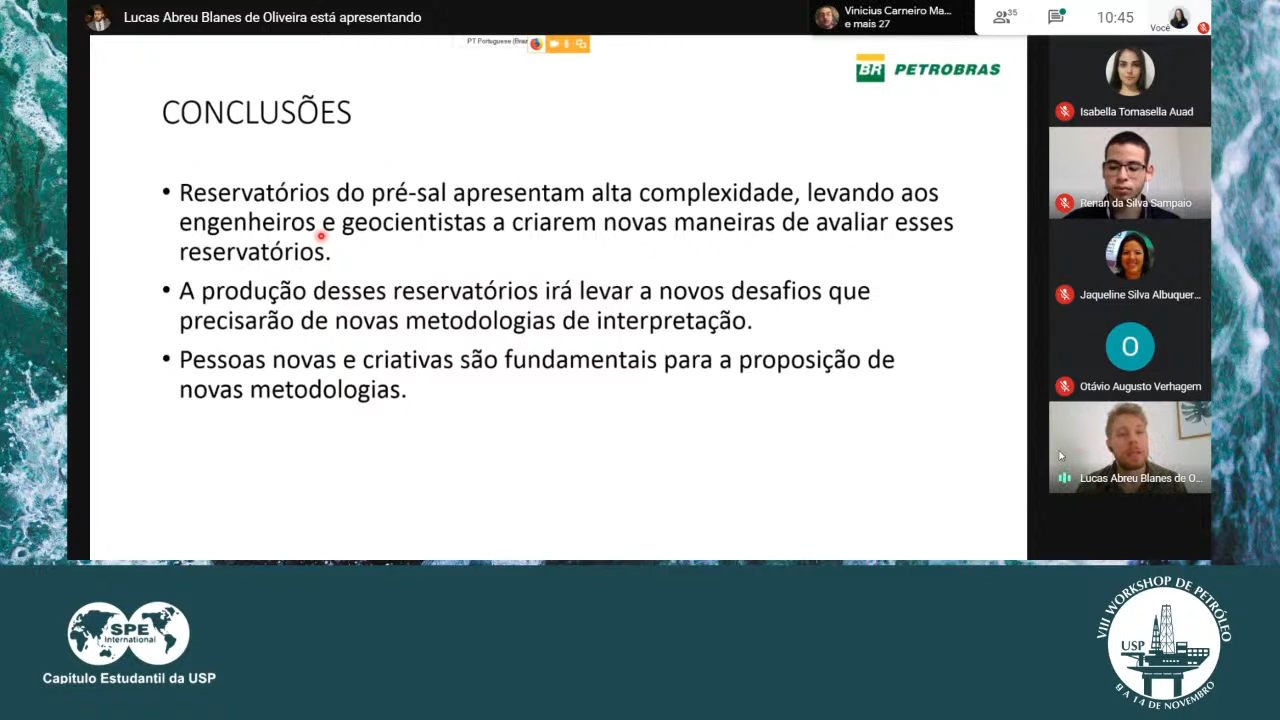 Lucas Abreu Blanes de Oliveira está apresentando
Vinicius Carneiro Ma...
e mais 27
35
10:45
Você
PT Portuguese (Braz
BR PETROBRAS
CONCLUSÕES
• Reservatórios do pré-sal apresentam alta complexidade, levando aos
engenheiros e geocientistas a criarem novas maneiras de avaliar esses
reservatórios.
• A produção desses reservatórios irá levar a novos desafios que
precisarão de novas metodologias de interpretação.
• Pessoas novas e criativas são fundamentais para a proposição de
novas metodologias.
Isabella Tomasella Auad
Renan da Silva Sampaio
Jaqueline Silva Albuquer...
O
Otávio Augusto Verhagem
Lucas Abreu Blanes de O...
SPE
International
Capítulo Estudantil da USP
VIII WORKSHOP DE PETRÓLEO
USP
9 A 14 DE NOVEMBRO